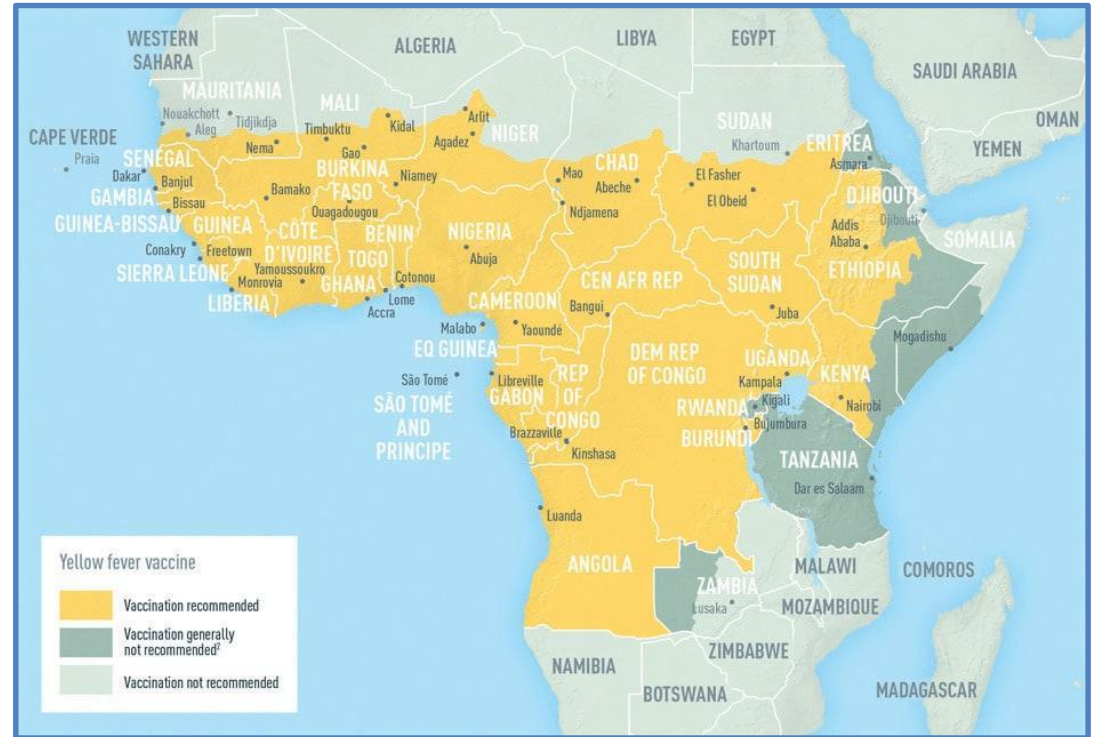 WESTERN
SAHARA
ALGERIA
LIBYA
EGYPT
SAUDI ARABIA
OMAN
YEMEN
MAURITANIA
Nouakchott
Aleg
Tidjikdja
MALI
Timbuktu
Kidal
Arlit
Agadez
NIGER
SUDAN
Khartoum
ERITREA
Asmara
CAPE VERDE
Praia
Nema
Gao
SENEGAL
Dakar
Banjul
GAMBIA
Bissau
GUINEA-BISSAU
BURKINA
FASO
Niamey
Bamako
Ouagadougou
CHAD
Mao
Abeche
Ndjamena
El Fasher
El Obeid
DJIBOUTI
Djibouti
Addis
Ababa
SOMALIA
GUINEA
Conakry
Freetown
SIERRA LEONE
CÔTE
D'IVOIRE
Yamoussoukro
Monrovia
LIBERIA
BENIN
TOGO
GHANA
Cotonou
Lome
Accra
NIGERIA
Abuja
CEN AFR REP
Bangui
SOUTH
SUDAN
Juba
ETHIOPIA
Mogadishu
CAMEROON
Malabo
Yaoundé
EQ GUINEA
São Tomé
SÃO TOMÉ
AND
PRINCIPE
Libreville
GABON
REP
OF
CONGO
Brazzaville
Kinshasa
DEM REP
OF CONGO
UGANDA
Kampala
KENYA
Nairobi
RWANDA
Kigali
BURUNDI
Bujumbura
TANZANIA
Dar es Salaam
Luanda
ANGOLA
ZAMBIA
Lusaka
MALAWI
MOZAMBIQUE
COMOROS
NAMIBIA
BOTSWANA
ZIMBABWE
MADAGASCAR
Yellow fever vaccine
Vaccination recommended
Vaccination generally
not recommended²
Vaccination not recommended